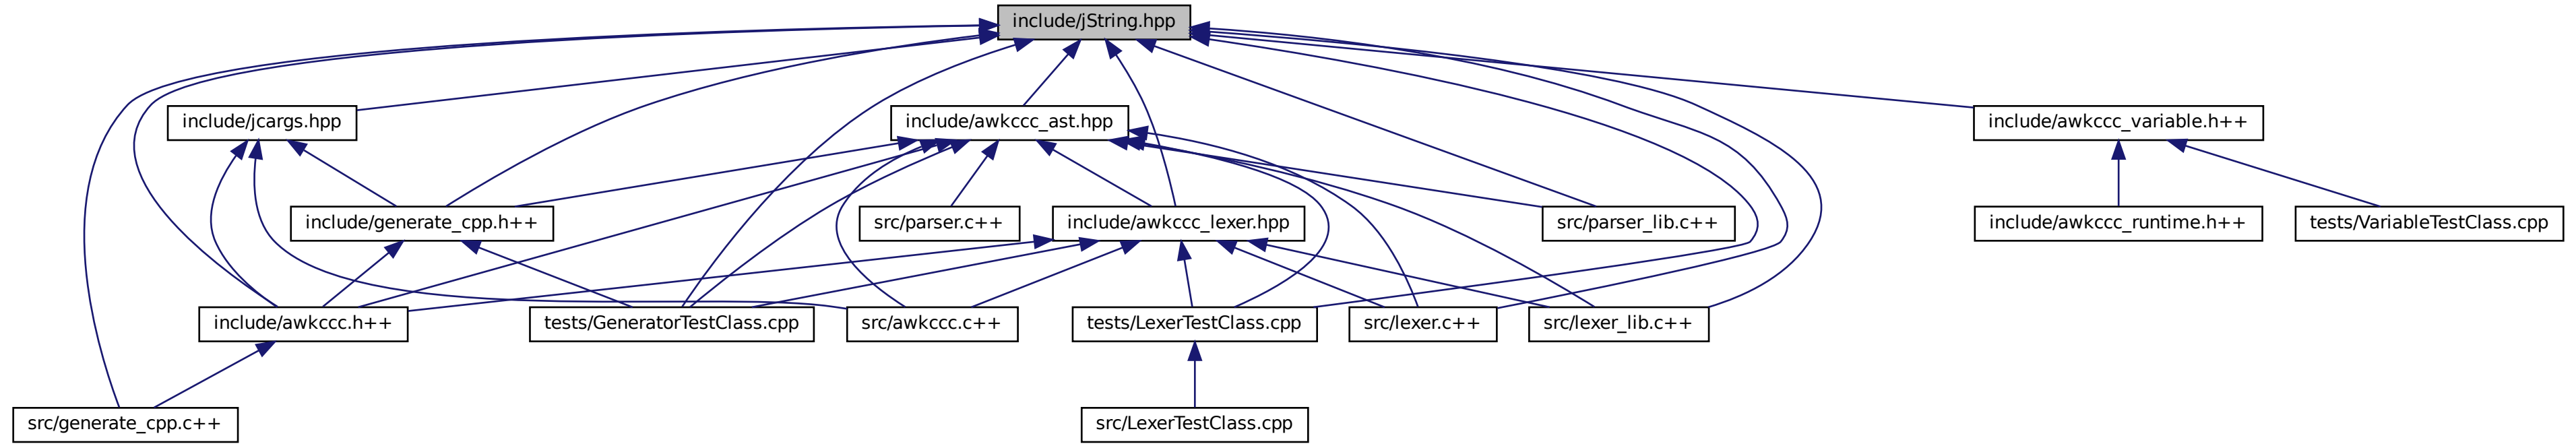 include/jString.hpp
include/jcargs.hpp
include/awkccc_ast.hpp
include/awkccc_variable.h++
include/generate_cpp.h++
src/parser.c++
include/awkccc_lexer.hpp
src/parser_lib.c++
include/awkccc_runtime.h++
tests/VariableTestClass.cpp
include/awkccc.h++
tests/GeneratorTestClass.cpp
src/awkccc.c++
tests/LexerTestClass.cpp
src/lexer.c++
src/lexer_lib.c++
src/generate_cpp.c++
src/LexerTestClass.cpp